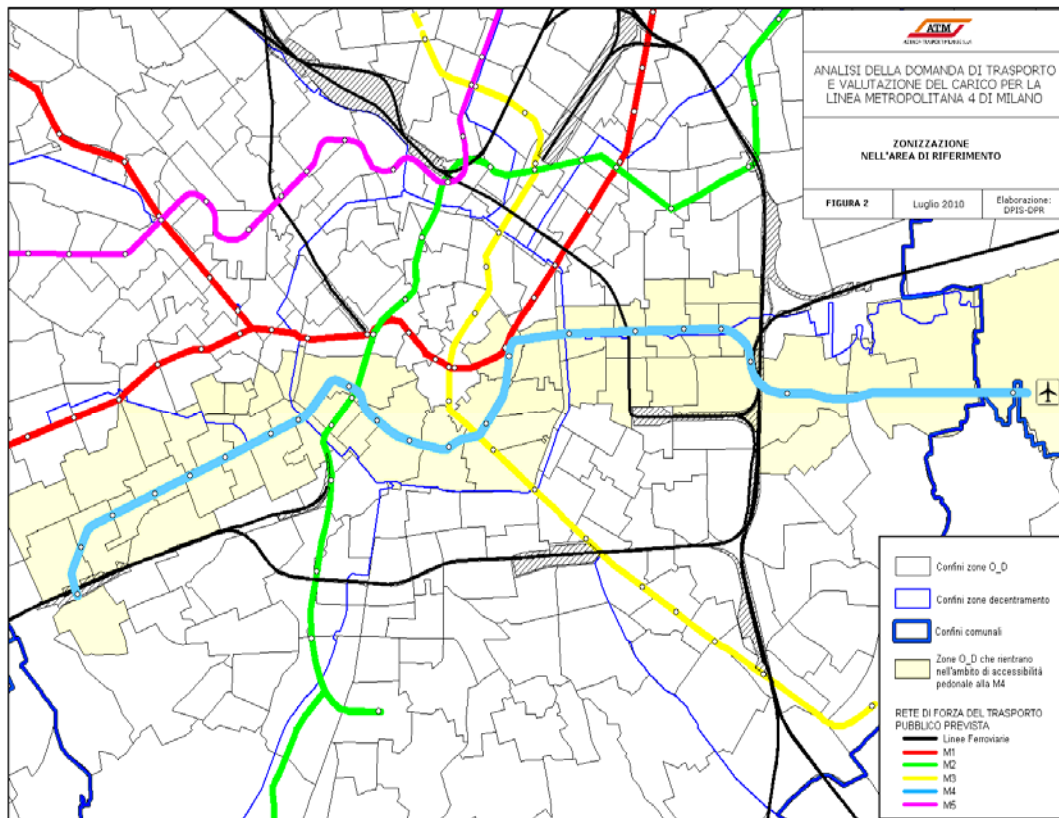 ATM
ANALISI DELLA DOMANDA DI TRASPORTO
E VALUTAZIONE DEL CARICO PER LA
LINEA METROPOLITANA 4 DI MILANO
ZONIZZAZIONE
NELL'AREA DI RIFERIMENTO
FIGURA 2
Luglio 2010
Elaborazione:
DPIS-DPR
Confini zone O_D
Confini zone decentramento
Confini comunali
Zone O_D che rientrano
nell'ambito di accessibilità
pedonale alla M4
RETE DI FORZA DEL TRASPORTO
PUBBLICO PREVISTA
Linee Ferroviarie
M1
M2
M3
M4
M5